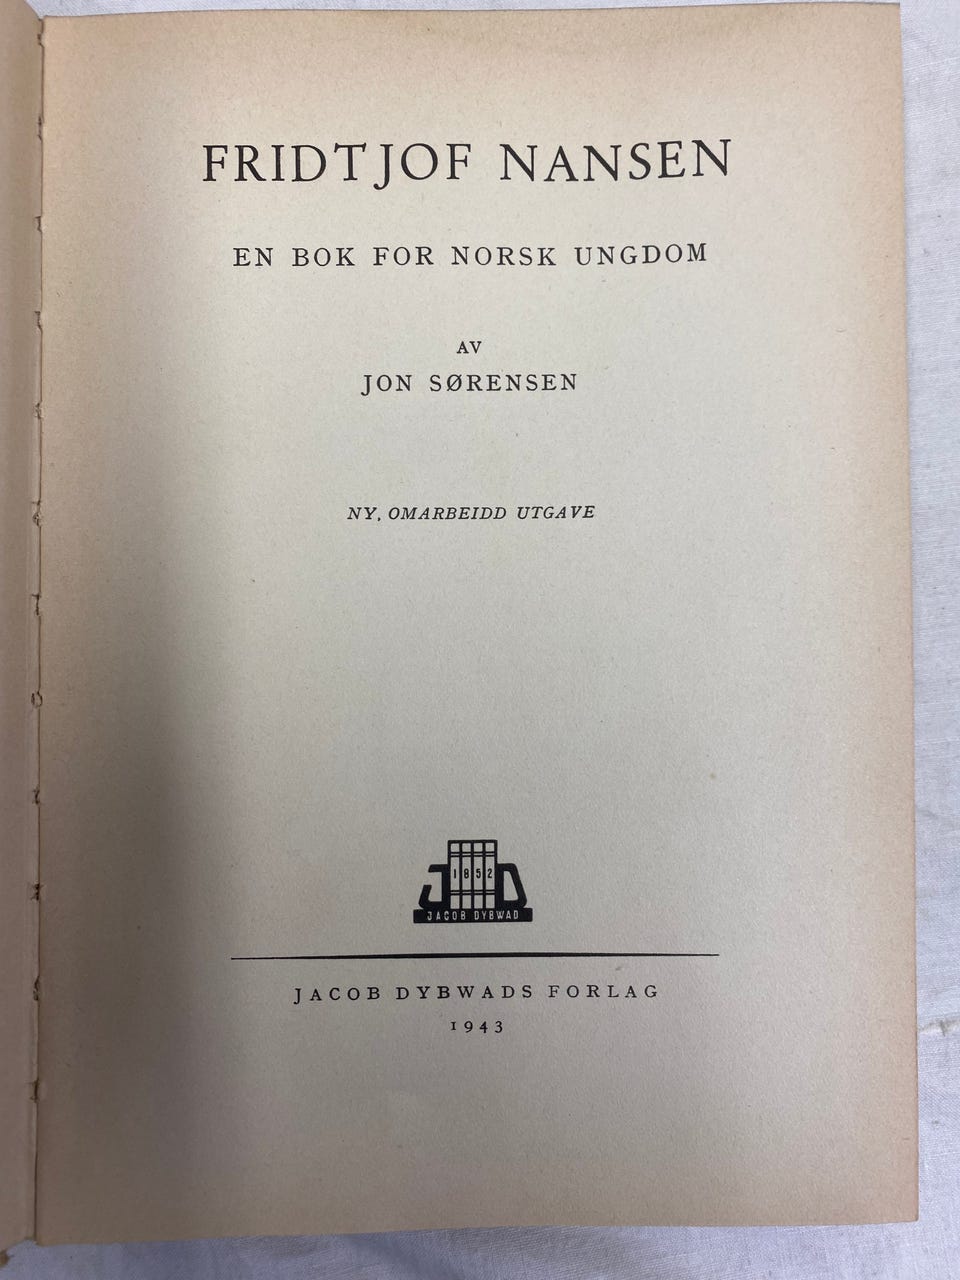 FRIDTJOF NANSEN
EN BOK FOR NORSK UNGDOM
AV
JON SØRENSEN
NY, OMARBEIDD UTGAVE
JD
1852
JACOB DYBWAD
JACOB DYBWADS FORLAG
1943